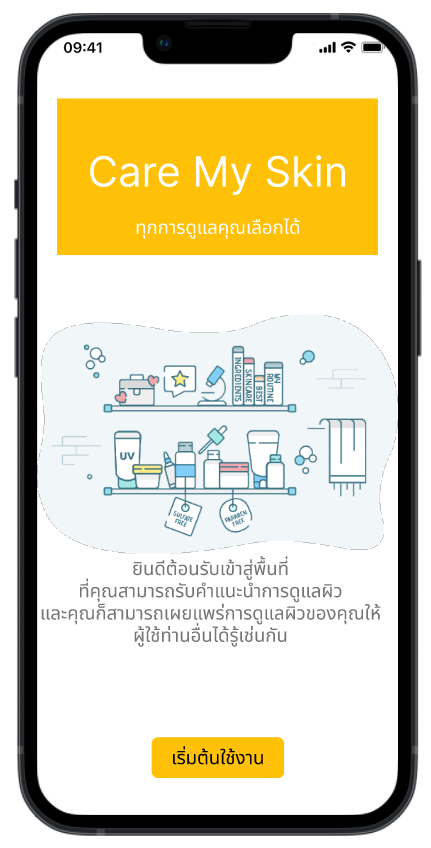 09:41
Care My Skin
ทุกการดูแลคุณเลือกได้
INGREDIENTS
SKINCARE
BEST
MY
ROUTINE
UV
SULFATE
FREE
PARABEN
FREE
ยินดีต้อนรับเข้าสู่พื้นที่
ที่คุณสามารถรับคำแนะนำการดูแลผิว
และคุณก็สามารถเผยแพร่การดูแลผิวของคุณให้
ผู้ใช้ท่านอื่นได้รู้เช่นกัน
เริ่มต้นใช้งาน